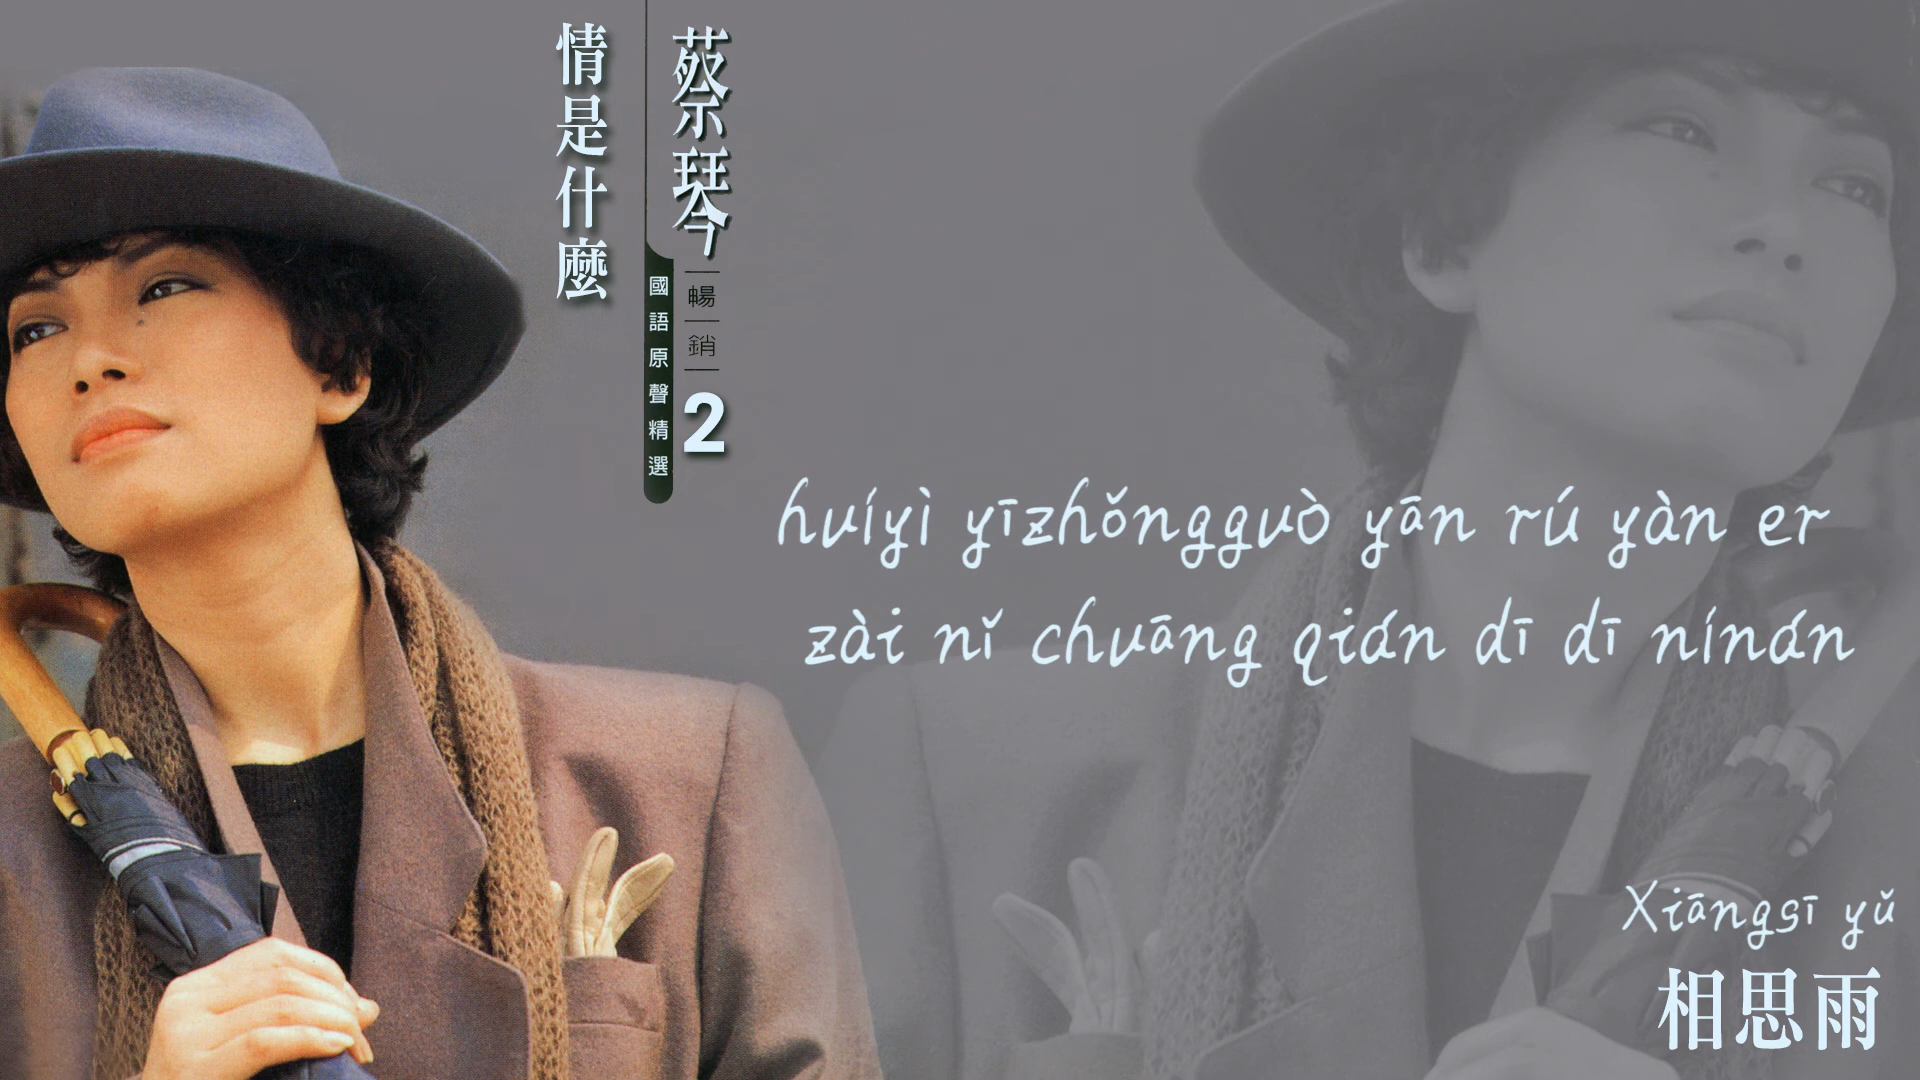 情是什麼
蔡琴
暢銷2
國語原聲精選
huíyì yīzhǒngguò yān rú yàn er
zài nǐ chuāng qián dī dī nínán
Xiāngsī yǔ
相思雨